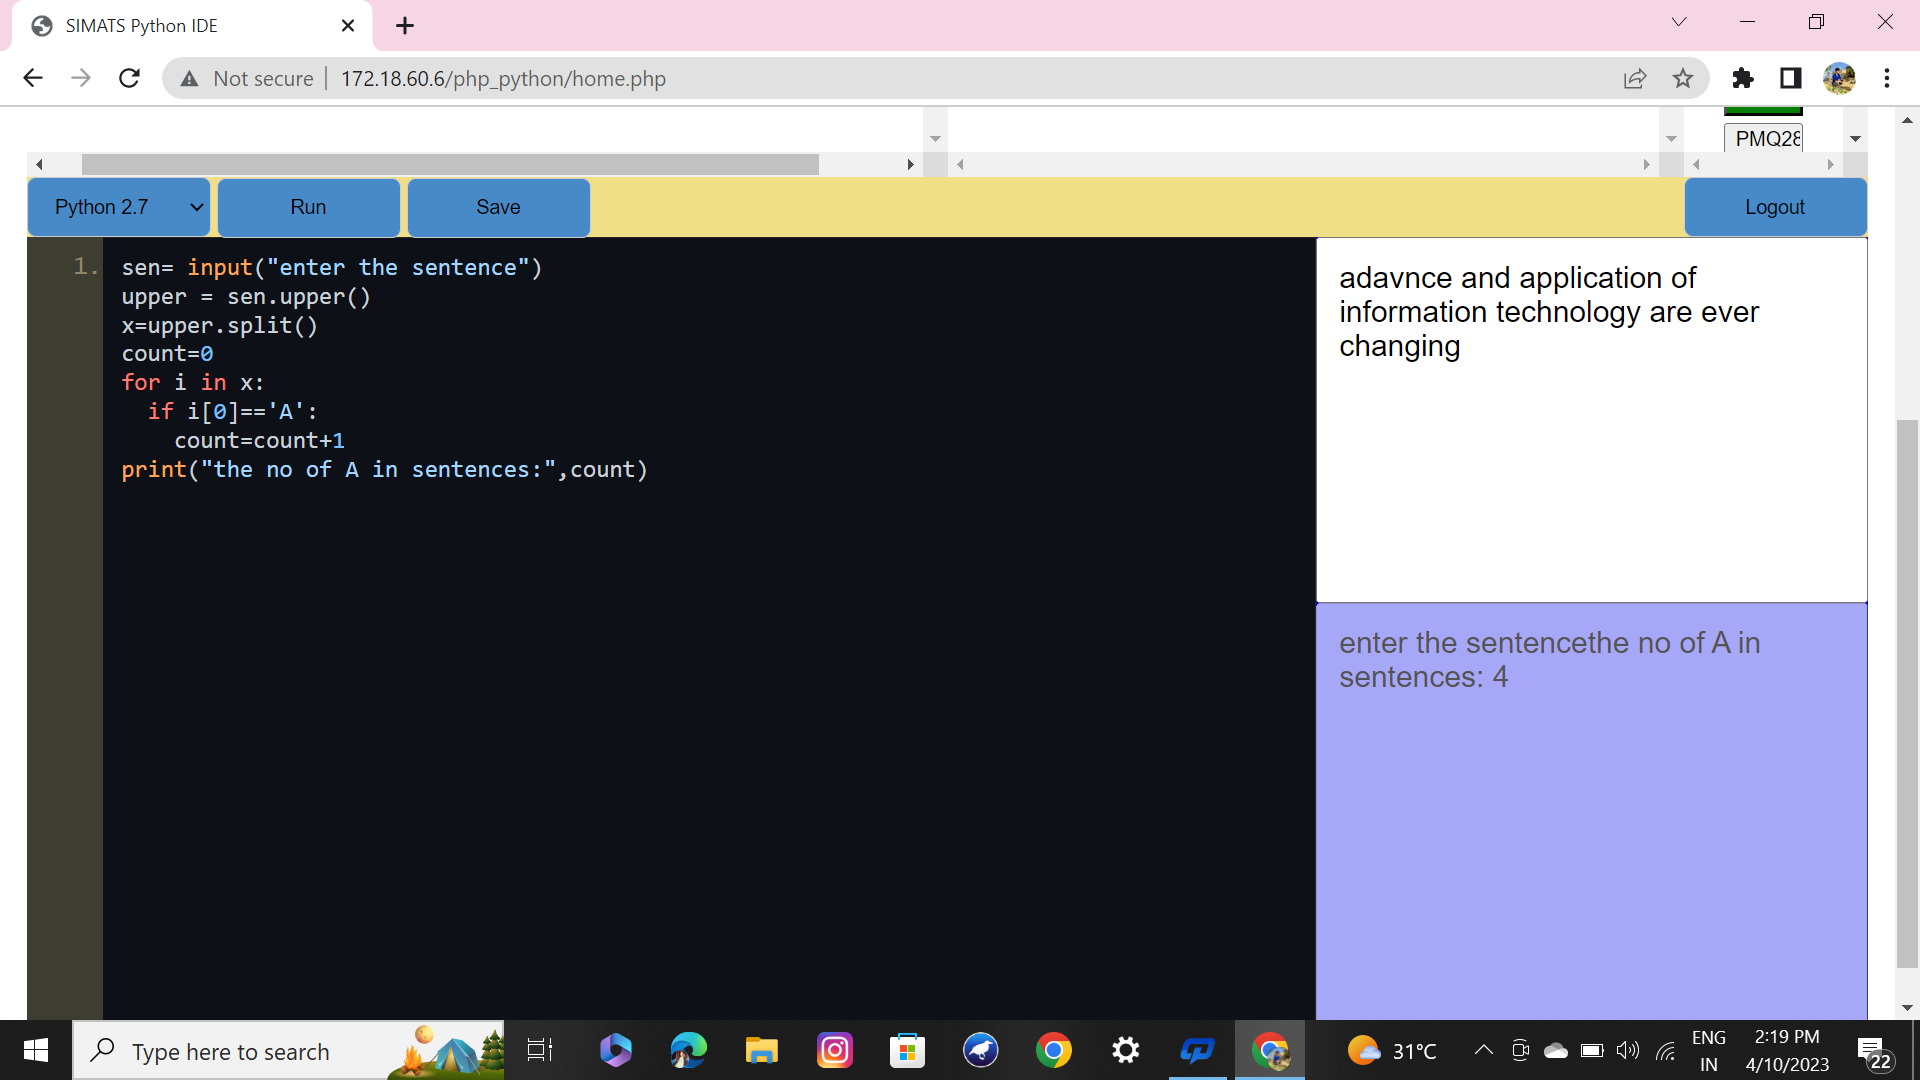 SIMATS Python IDE
Not secure
172.18.60.6/php_python/home.php
PMQ28
Python 2.7
Run
Save
Logout
1.
sen= input("enter the sentence")
upper = sen.upper()
x=upper.split()
count=0
for i in x:
  if i[0]=='A':
    count=count+1
print("the no of A in sentences:",count)
adavnce and application of
information technology are ever
changing
enter the sentencethe no of A in
sentences: 4
Type here to search
31°C
ENG
IN
2:19 PM
4/10/2023
22